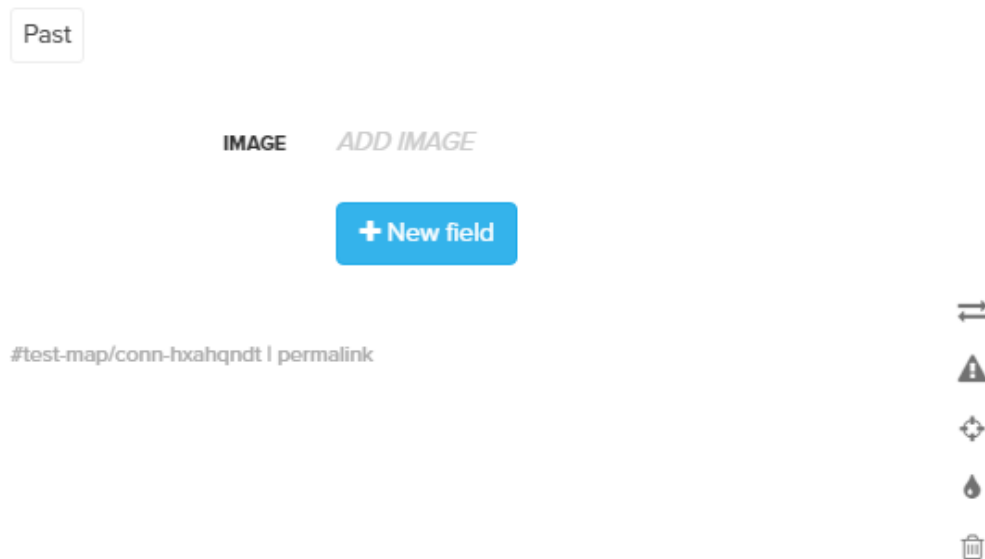 Past
IMAGE ADD IMAGE
+ New field
#test-map/conn-hxahqndt | permalink